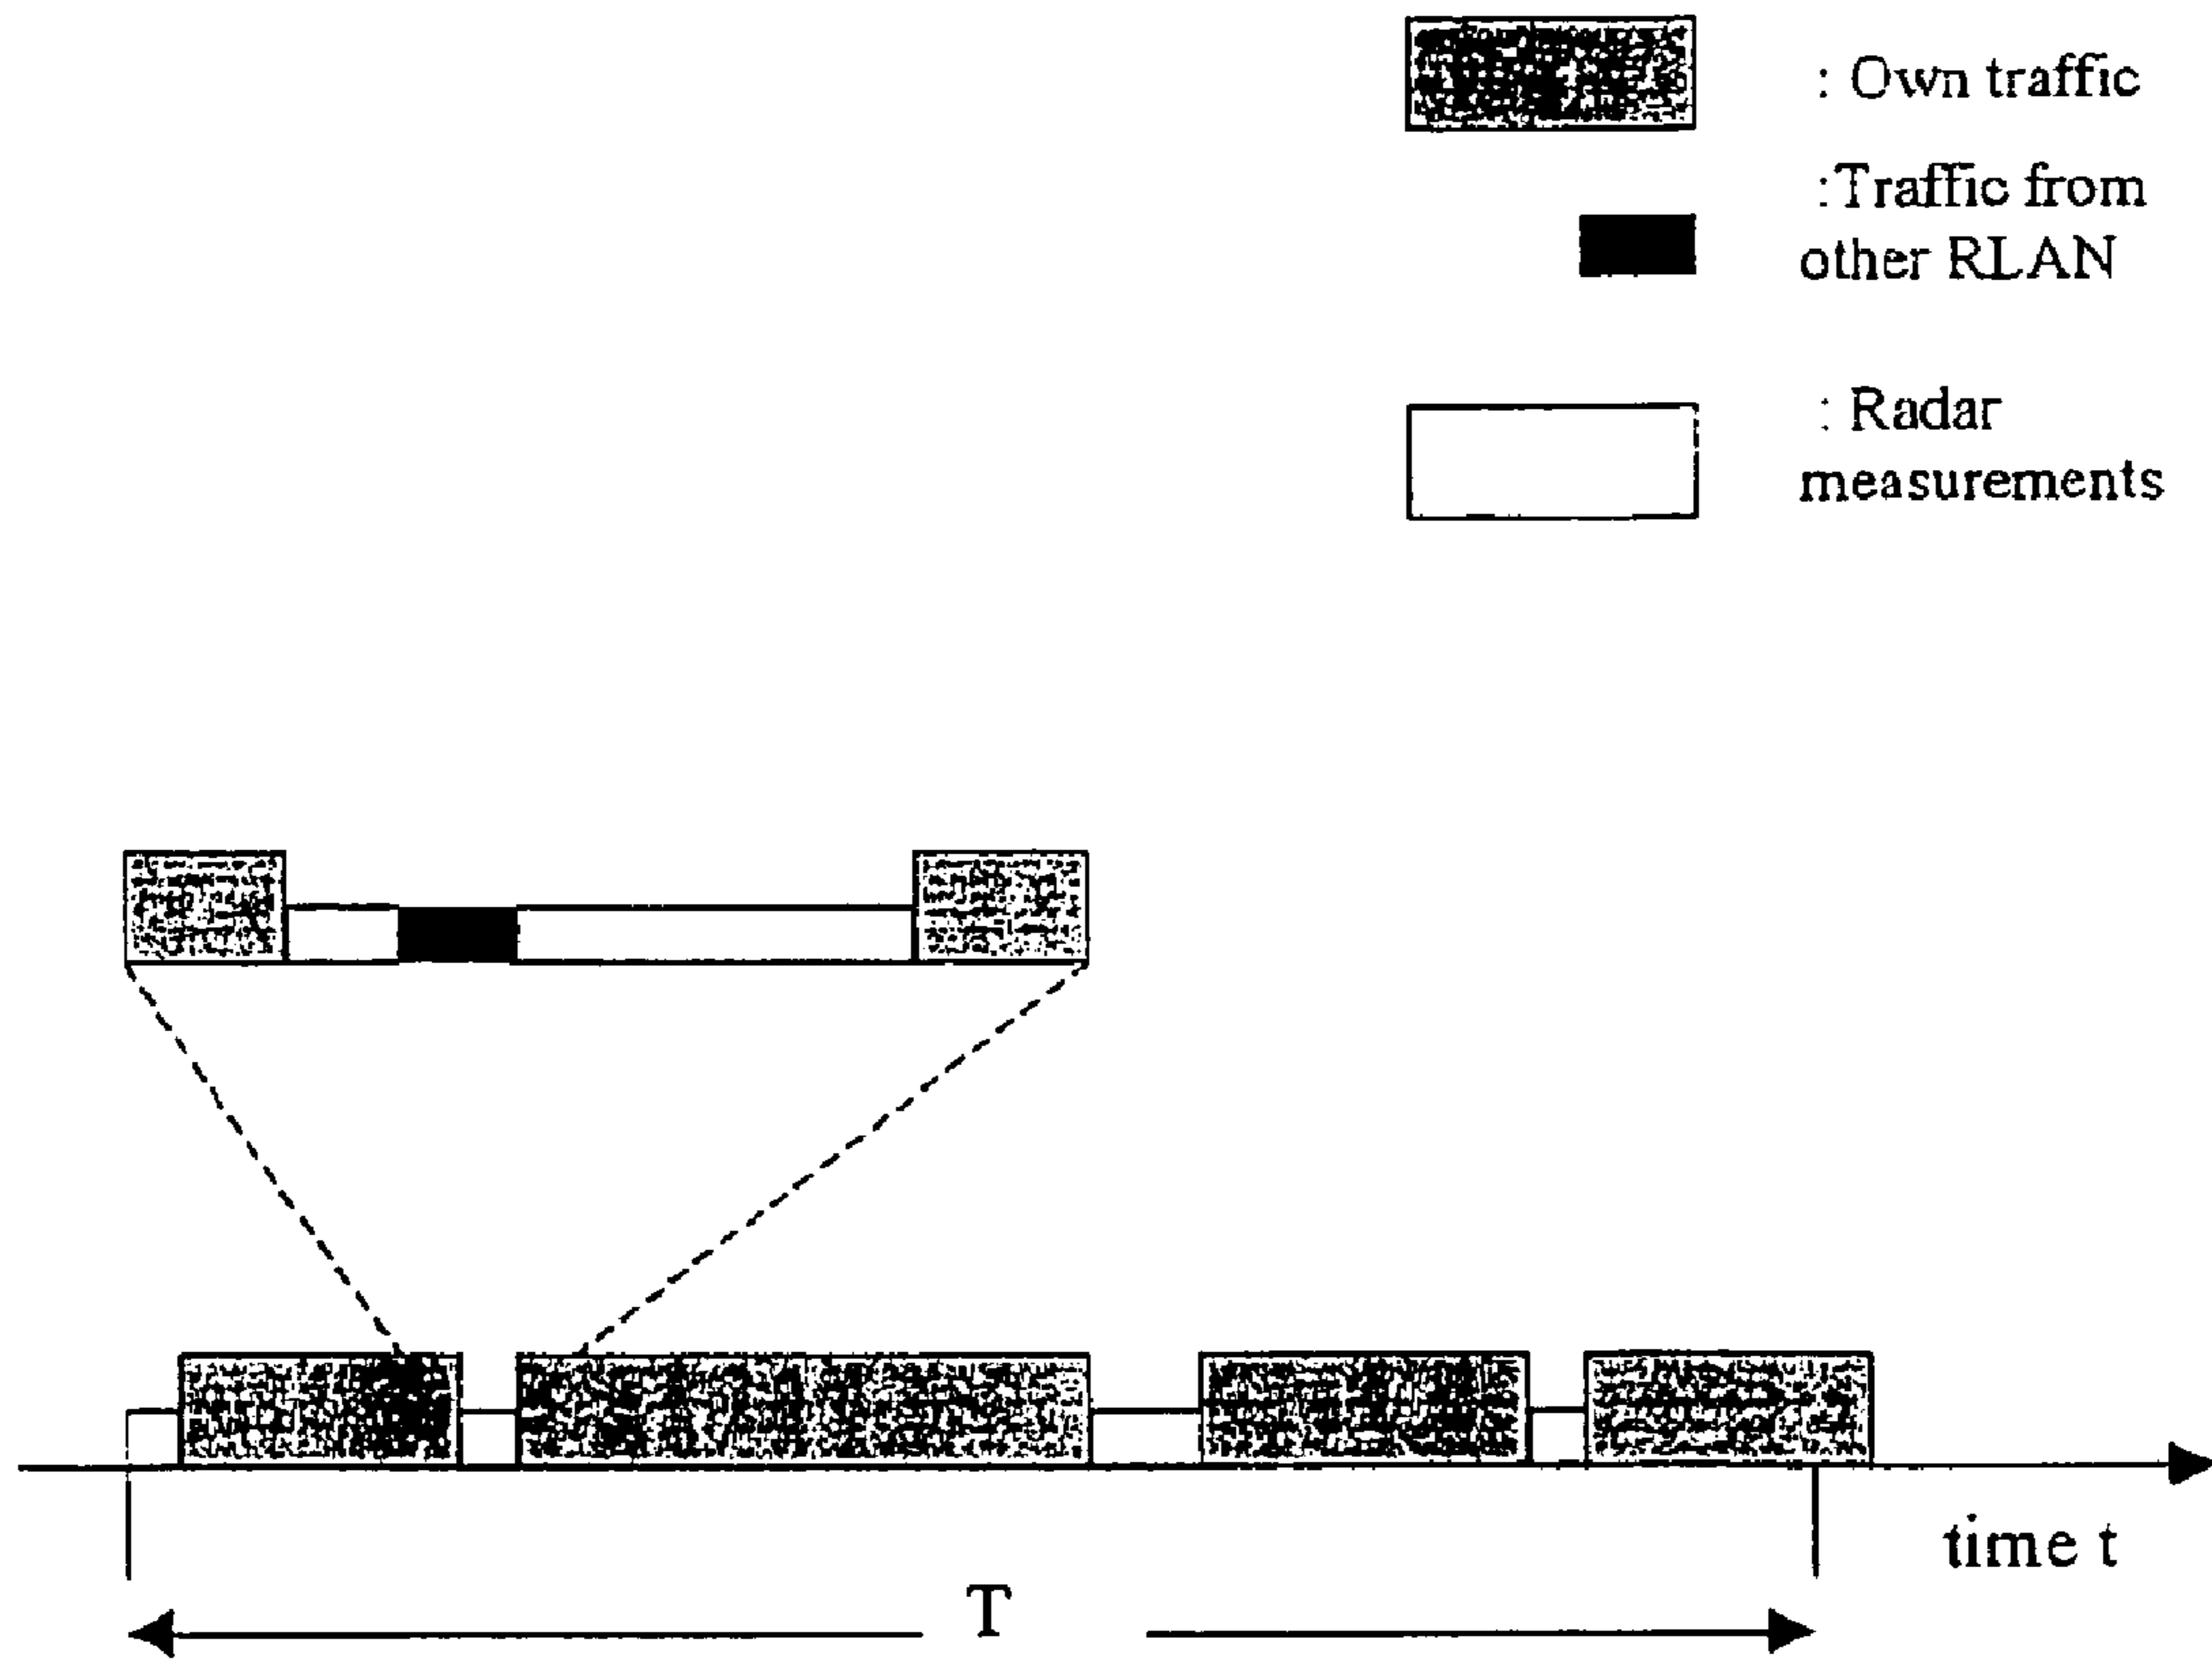 : Own traffic
:Traffic from
other RLAN
: Radar
measurements
time t
T